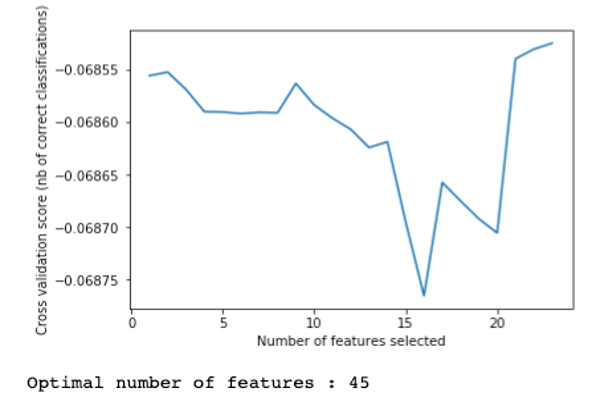 Cross validation score (nb of correct classifications)
−0.06855
−0.06860
−0.06865
−0.06870
−0.06875
0 5 10 15 20
Number of features selected
Optimal number of features : 45